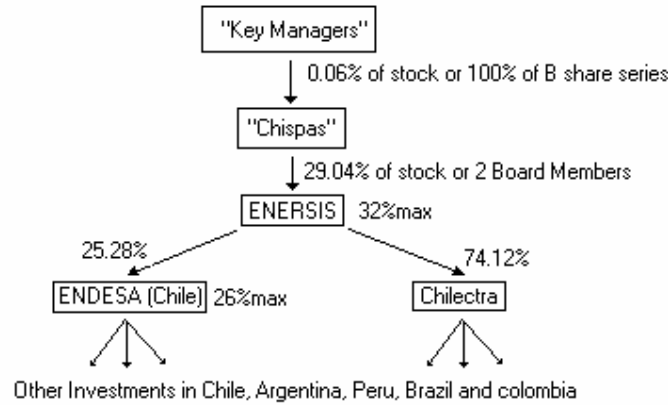 "Key Managers"
0.06% of stock or 100% of B share series
"Chispas"
29.04% of stock or 2 Board Members
ENERSIS 32%max
25.28% 74.12%
ENDESA (Chile) 26%max Chilectra
Other Investments in Chile, Argentina, Peru, Brazil and colombia